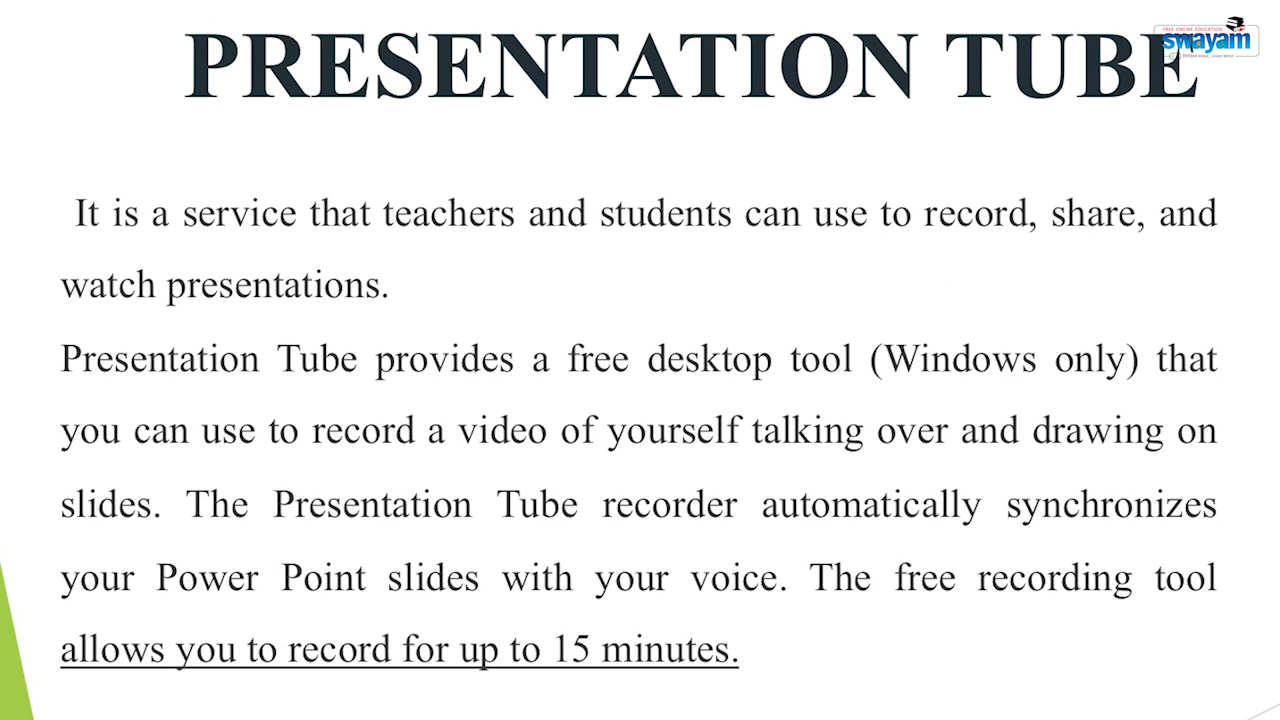 PRESENTATION TUBE
FREE ONLINE EDUCATION
swayam
It is a service that teachers and students can use to record, share, and
watch presentations.
Presentation Tube provides a free desktop tool (Windows only) that
you can use to record a video of yourself talking over and drawing on
slides. The Presentation Tube recorder automatically synchronizes
your Power Point slides with your voice. The free recording tool
allows you to record for up to 15 minutes.